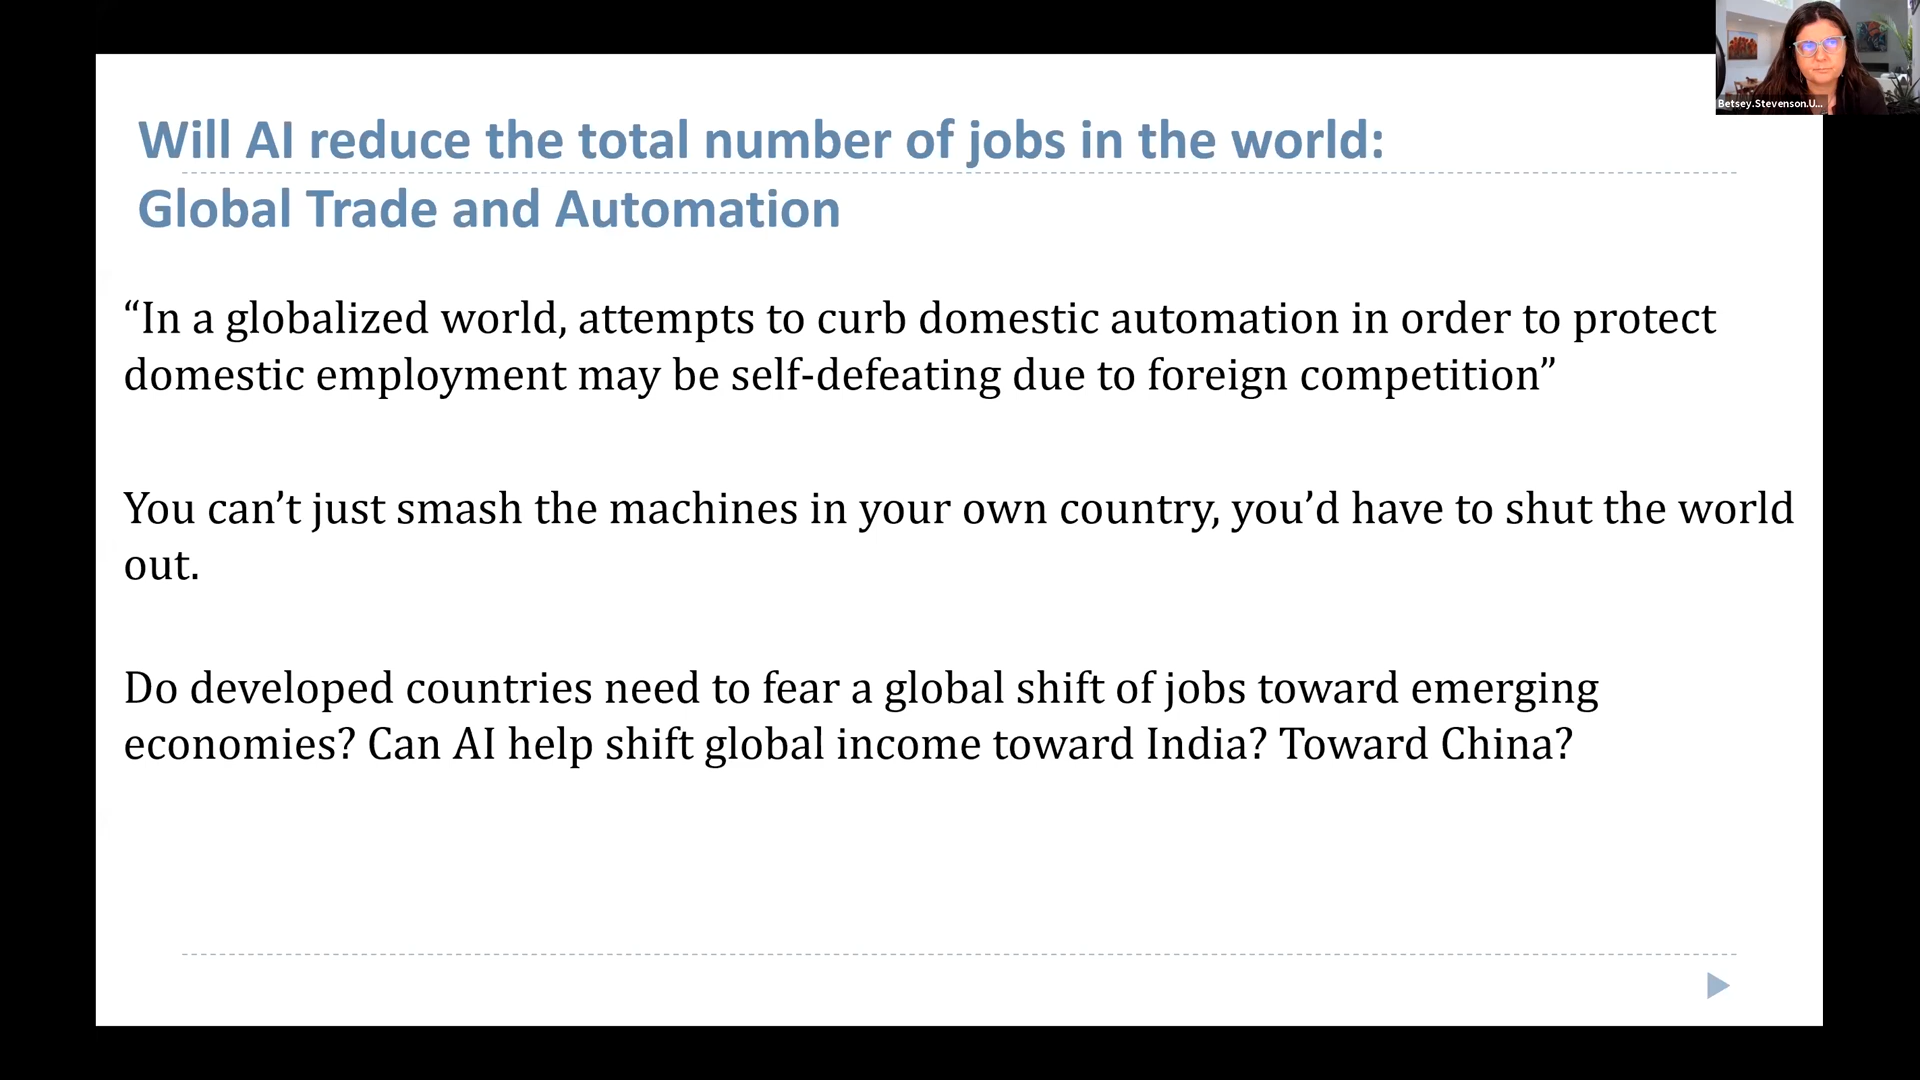 Betsey.Stevenson.U...
Will AI reduce the total number of jobs in the world:
Global Trade and Automation
“In a globalized world, attempts to curb domestic automation in order to protect
domestic employment may be self-defeating due to foreign competition”
You can’t just smash the machines in your own country, you’d have to shut the world
out.
Do developed countries need to fear a global shift of jobs toward emerging
economies? Can AI help shift global income toward India? Toward China?